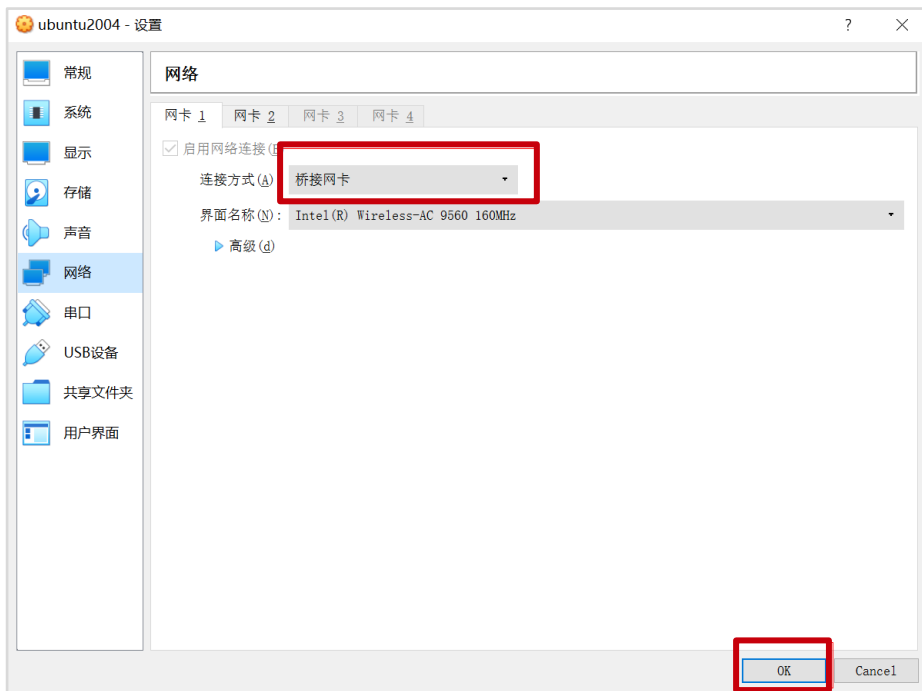 ubuntu2004 - 设置
?
常规
系统
显示
存储
声音
网络
串口
USB设备
共享文件夹
用户界面
网络
网卡 1 网卡 2 网卡 3 网卡 4
启用网络连接(E
连接方式(A) 桥接网卡
界面名称(N): Intel(R) Wireless-AC 9560 160MHz
高级(d)
OK Cancel